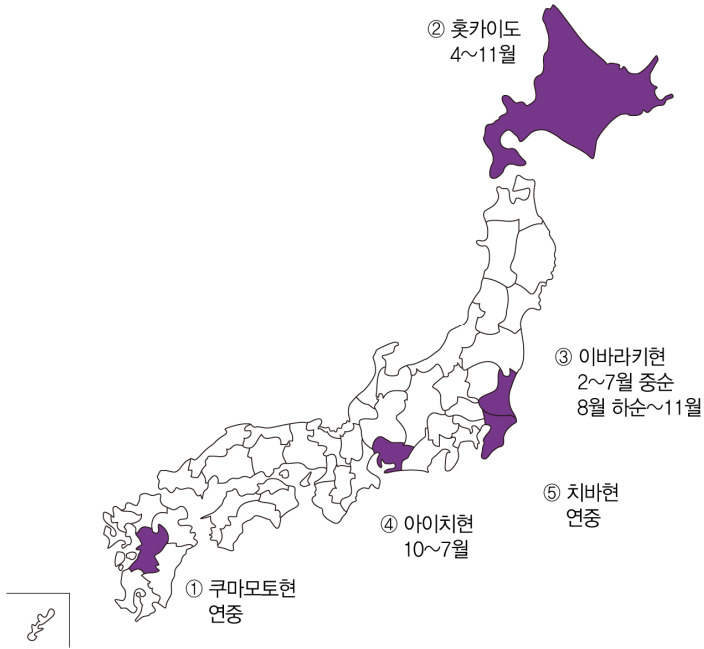 ② 홋카이도
4~11월
③ 이바라키현
2~7월 중순
8월 하순~11월
⑤ 치바현
연중
④ 아이치현
10~7월
① 쿠마모토현
연중